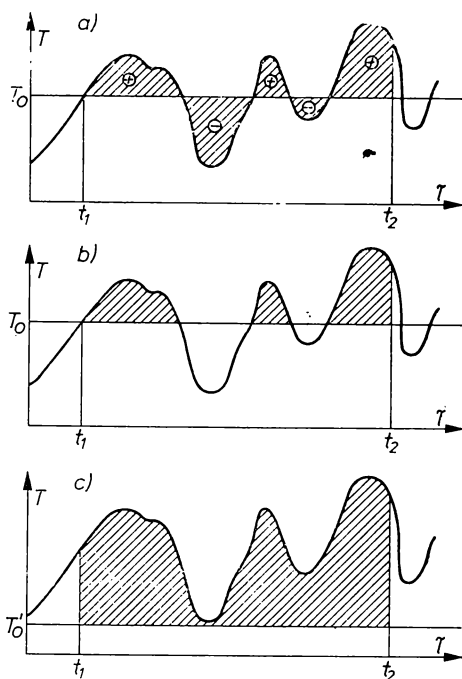 T a)
T₀
⊕ ⊖ ⊕ ⊖ ⊕
t₁ t₂ τ
T b)
T₀
t₁ t₂ τ
T c)
T₀'
t₁ t₂ τ